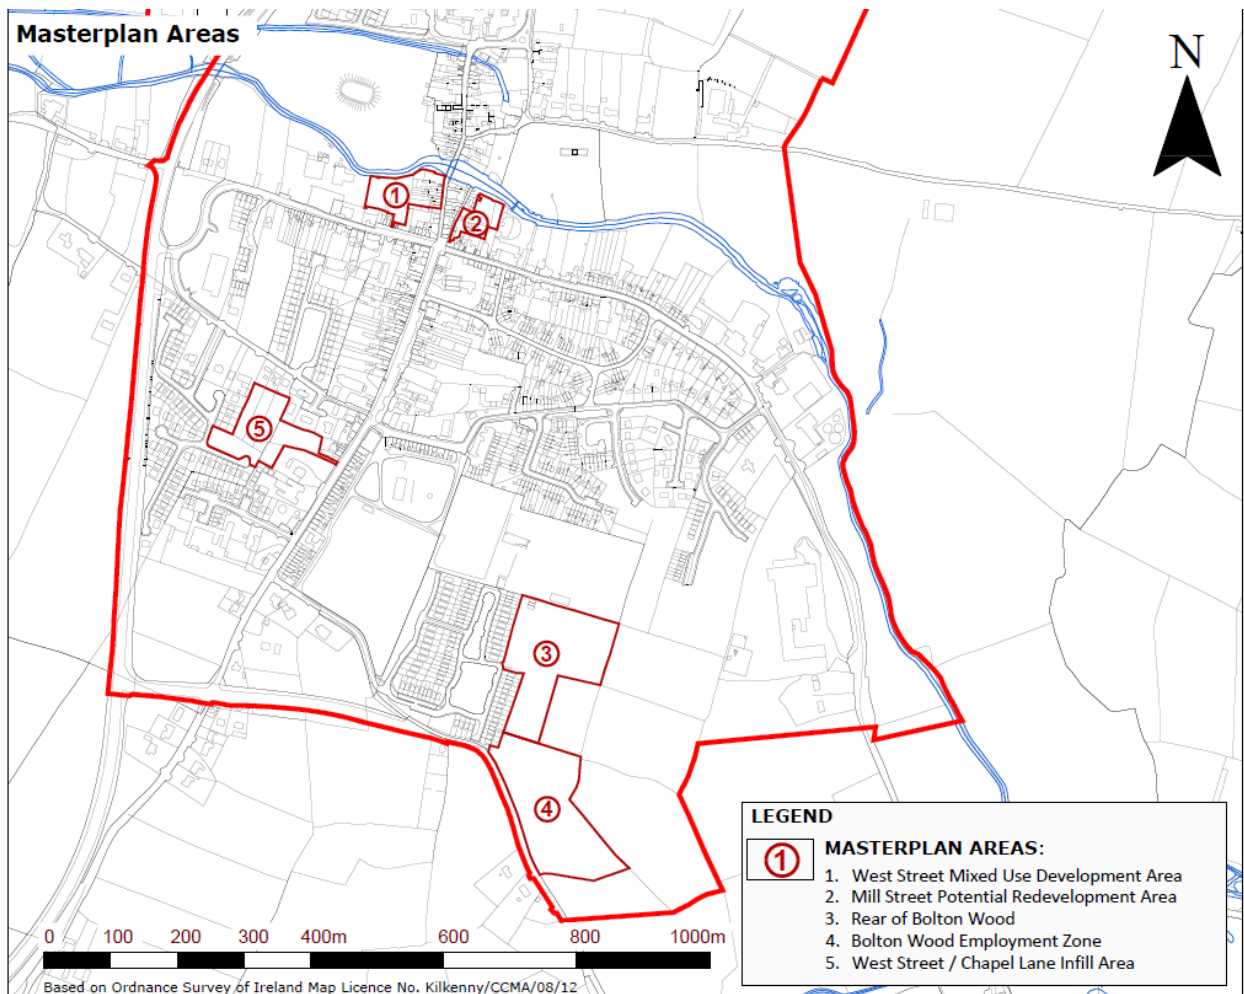 Masterplan Areas
N
1
2
5
3
4
LEGEND
1
MASTERPLAN AREAS:
1. West Street Mixed Use Development Area
2. Mill Street Potential Redevelopment Area
3. Rear of Bolton Wood
4. Bolton Wood Employment Zone
5. West Street / Chapel Lane Infill Area
0 100 200 300 400m 600 800 1000m
Based on Ordnance Survey of Ireland Map Licence No. Kilkenny/CCMA/08/12